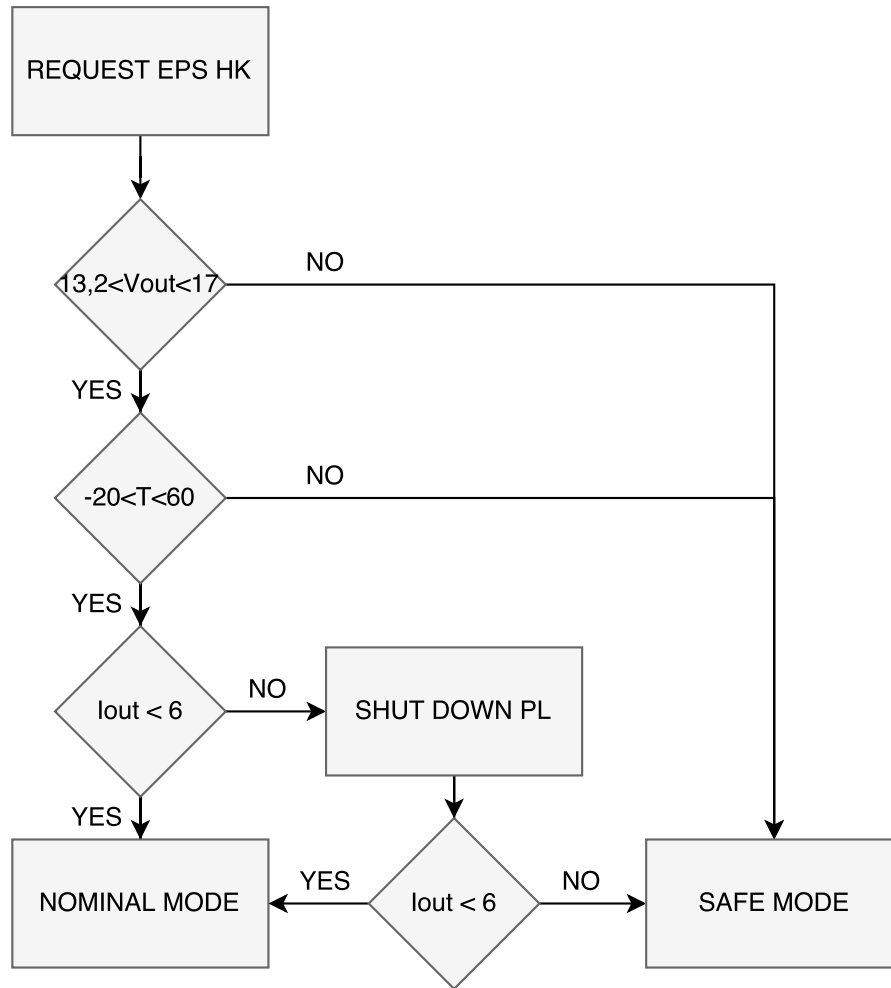 REQUEST EPS HK
13,2<Vout<17
NO
YES
-20<T<60
NO
YES
Iout < 6
NO
SHUT DOWN PL
YES
NOMINAL MODE
YES
Iout < 6
NO
SAFE MODE